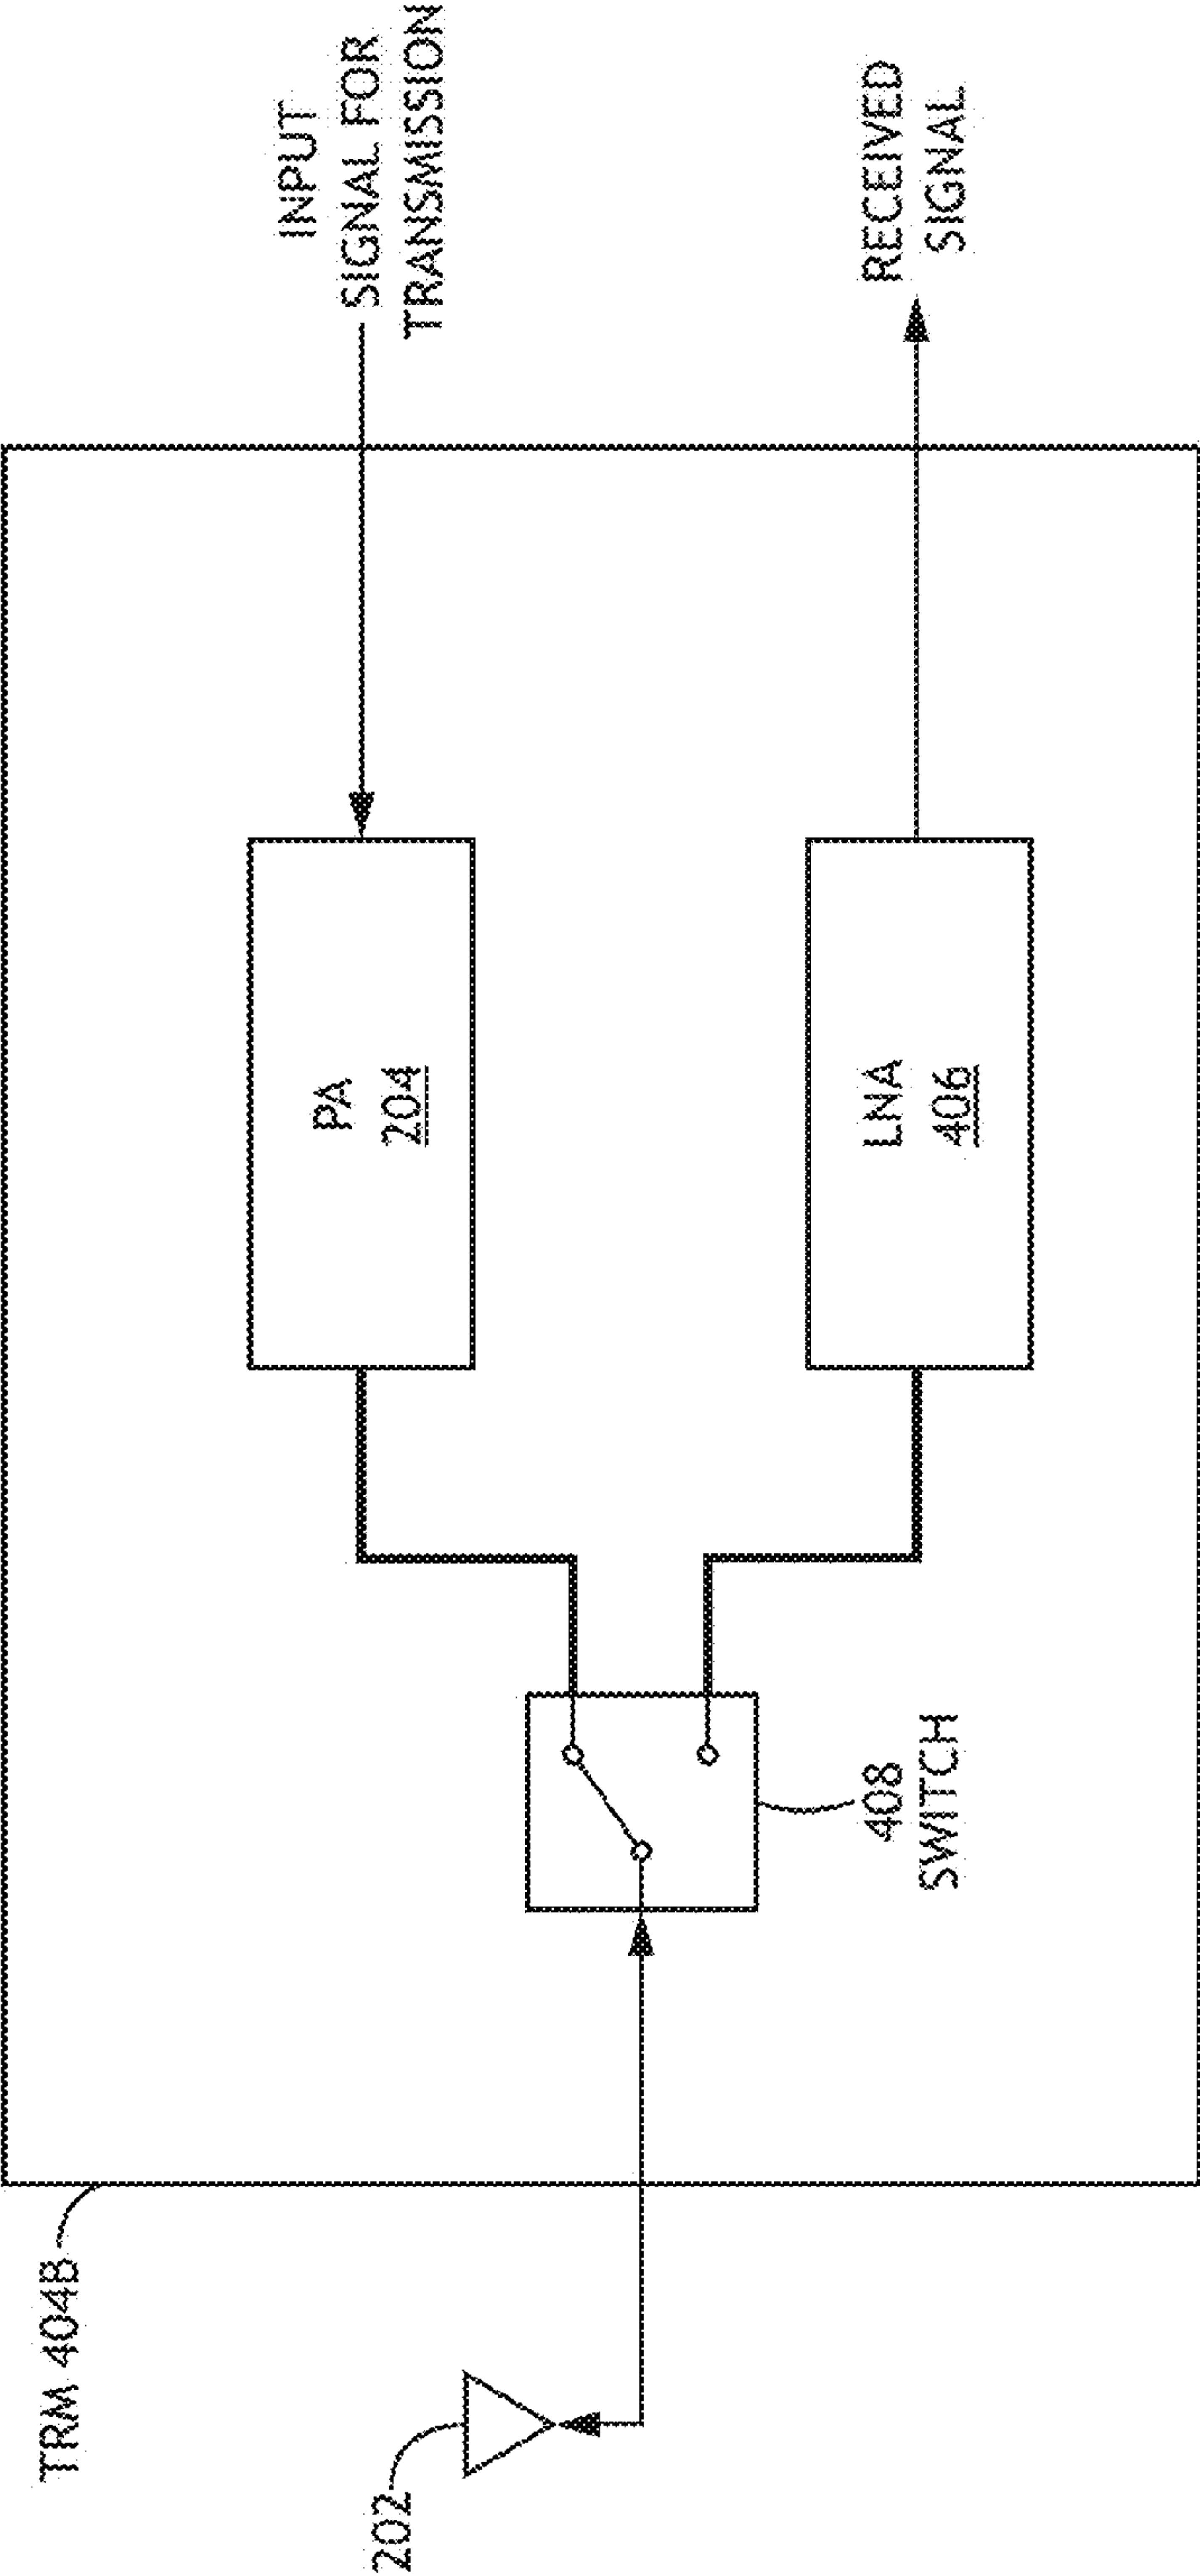 TRM 404B
202
INPUT
SIGNAL FOR
TRANSMISSION
PA
204
LNA
406
408
SWITCH
RECEIVED
SIGNAL